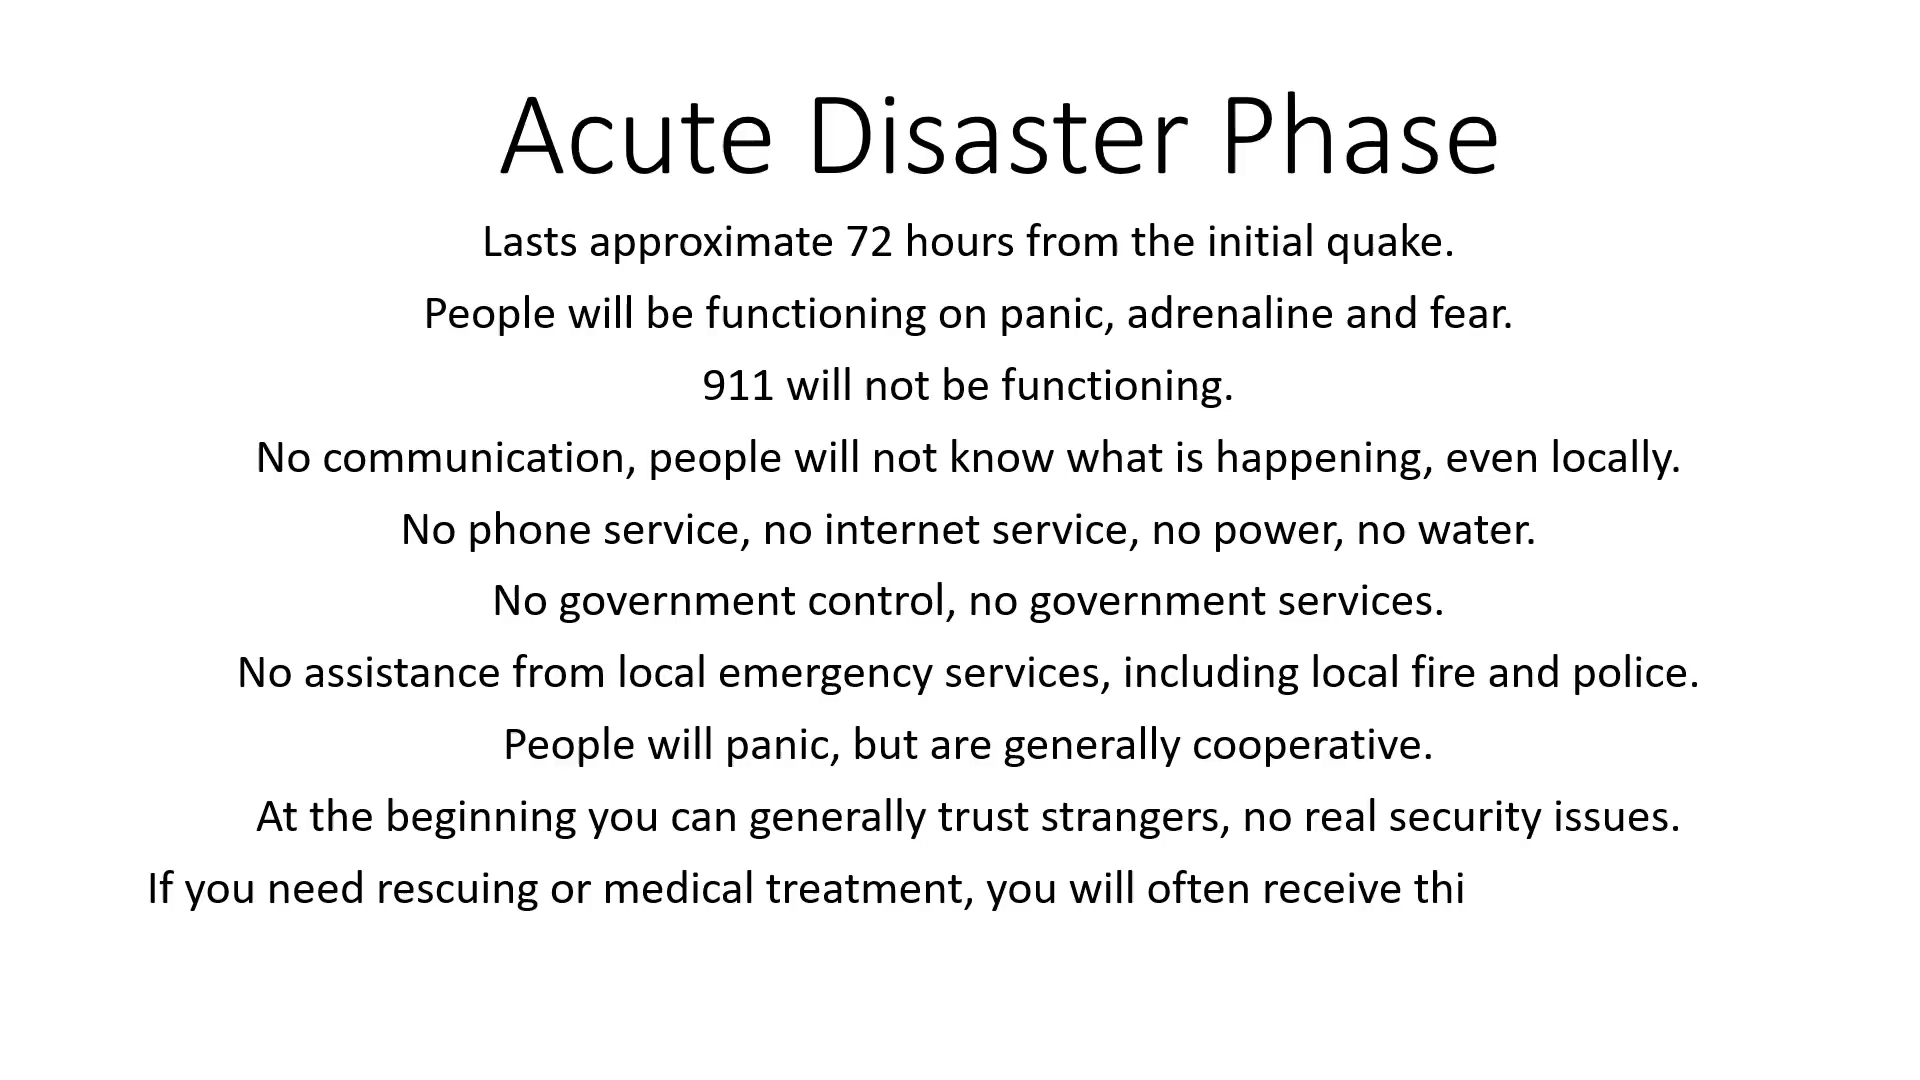 Acute Disaster Phase
Lasts approximate 72 hours from the initial quake.
People will be functioning on panic, adrenaline and fear.
911 will not be functioning.
No communication, people will not know what is happening, even locally.
No phone service, no internet service, no power, no water.
No government control, no government services.
No assistance from local emergency services, including local fire and police.
People will panic, but are generally cooperative.
At the beginning you can generally trust strangers, no real security issues.
If you need rescuing or medical treatment, you will often receive thi